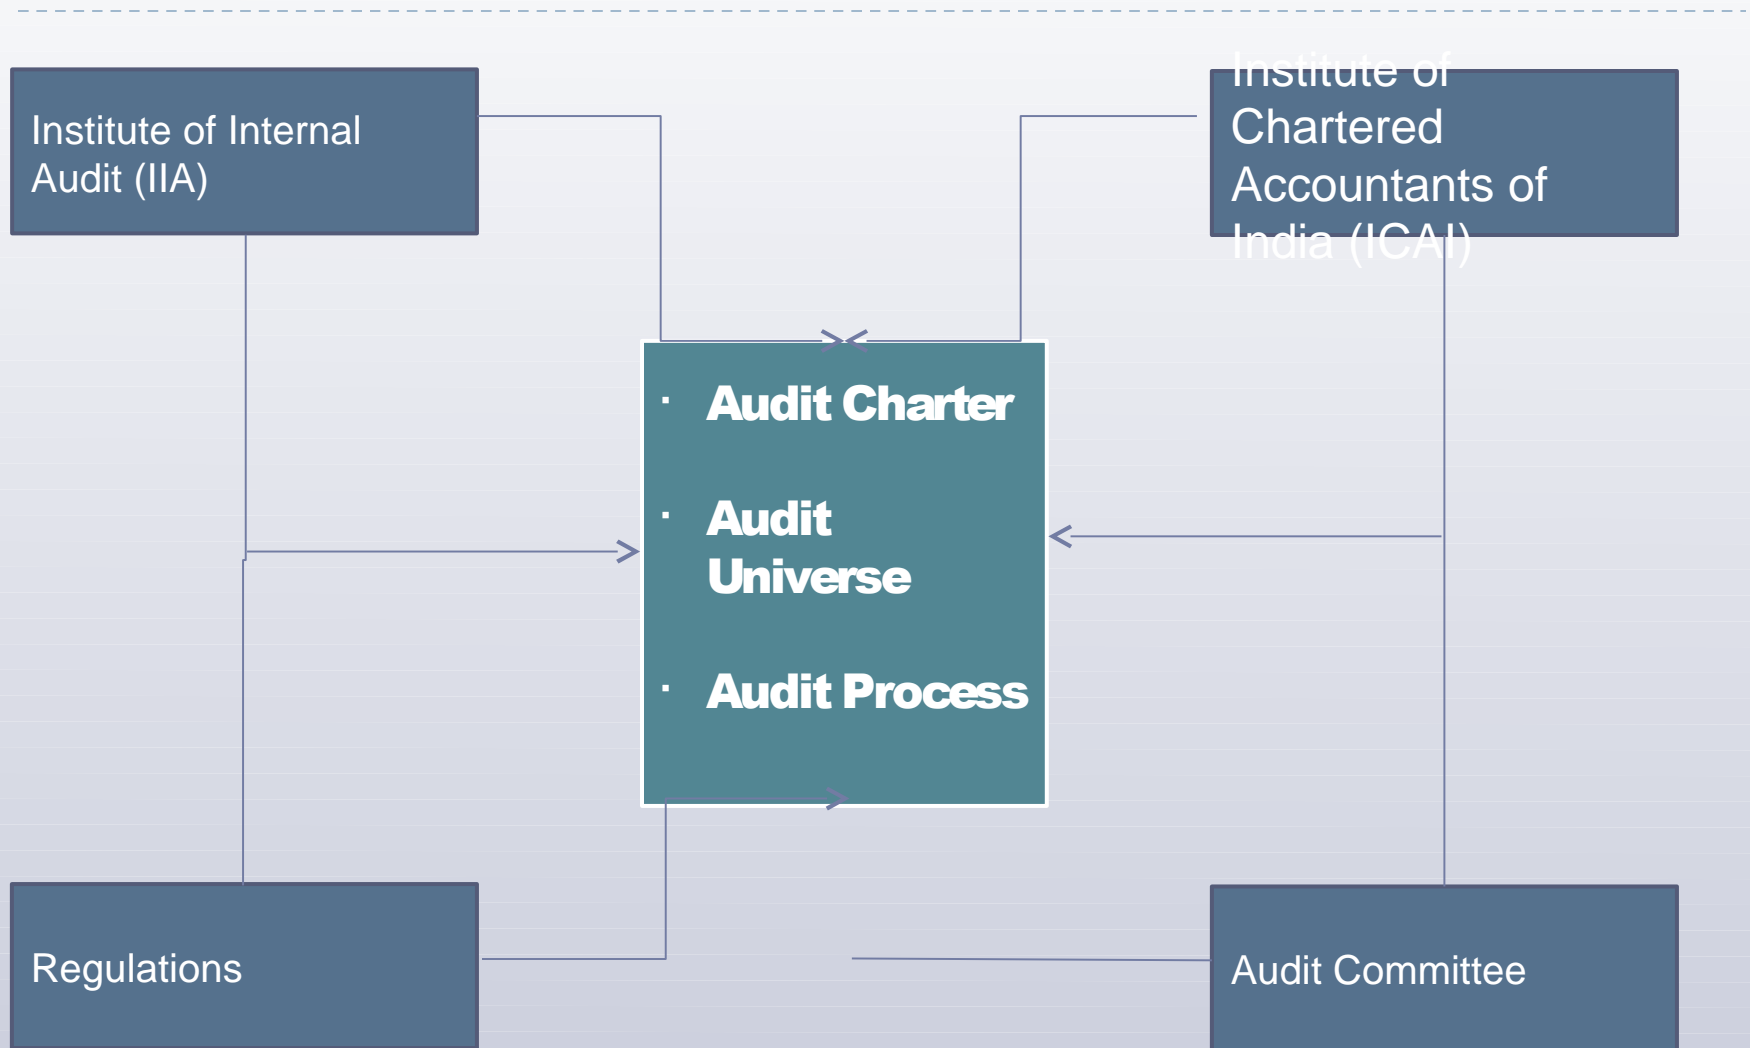 Institute of Internal
Audit (IIA)
Institute of
Chartered
Accountants of
India (ICAI)
· Audit Charter
· Audit
Universe
· Audit Process
Regulations
Audit Committee